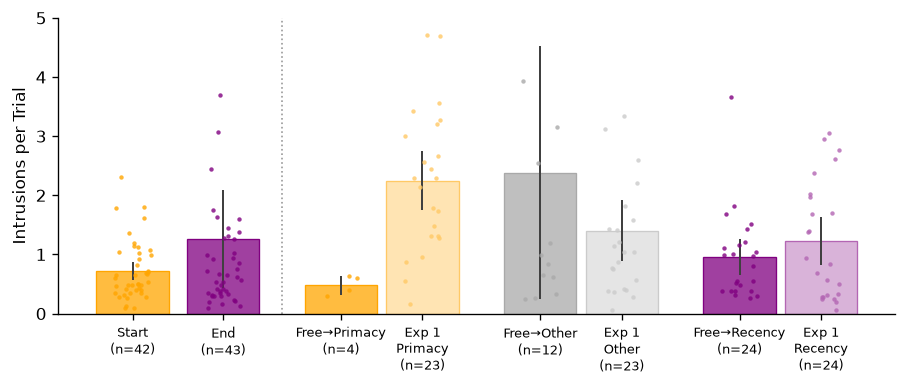 Intrusions per Trial
5
4
3
2
1
0
Start
(n=42)
End
(n=43)
Free→Primacy
(n=4)
Exp 1
Primacy
(n=23)
Free→Other
(n=12)
Exp 1
Other
(n=23)
Free→Recency
(n=24)
Exp 1
Recency
(n=24)